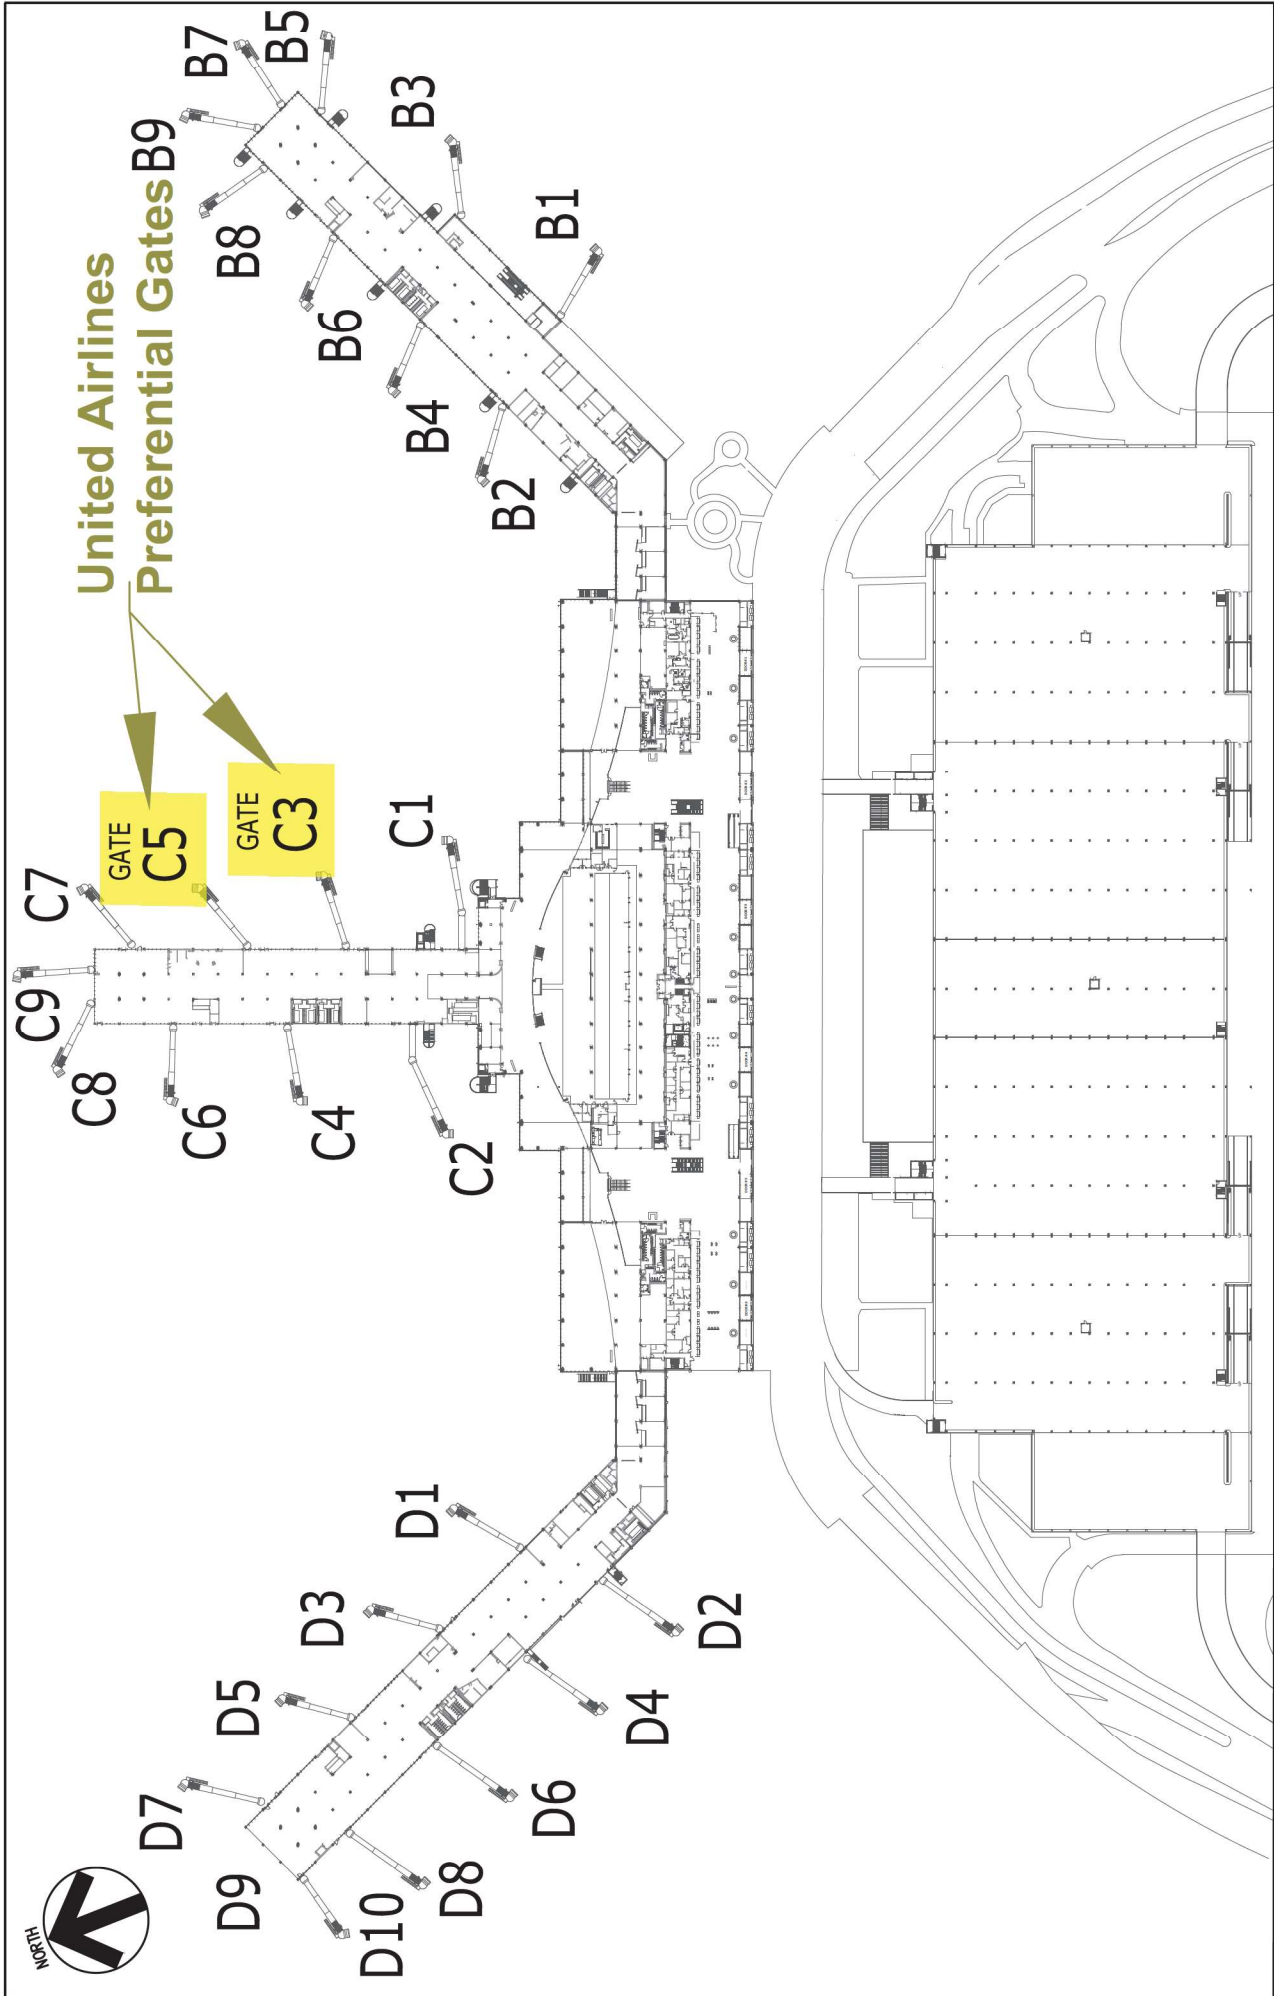 United Airlines
Preferential Gates
GATE
C5
GATE
C3
B7
B5
B9
B3
B8
B1
B6
B4
B2
C7
C1
C9
C8
C6
C4
C2
D1
D3
D2
D5
D4
D7
D6
D9
D8
D10
NORTH